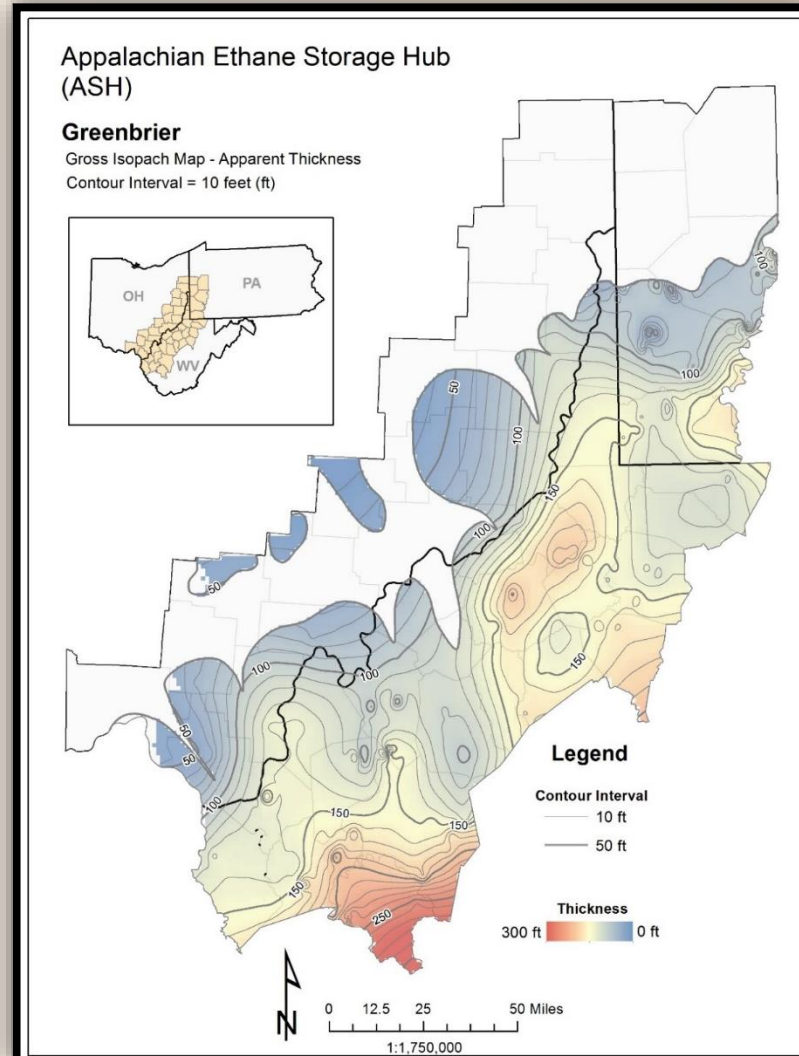 Appalachian Ethane Storage Hub
(ASH)
Greenbrier
Gross Isopach Map - Apparent Thickness
Contour Interval = 10 feet (ft)
OH
PA
WV
100
100
50
100
150
100
50
100
100
150
50
50
100
150
150
150
250
Legend
Contour Interval
10 ft
50 ft
Thickness
300 ft
0 ft
N
0 12.5 25 50 Miles
1:1,750,000